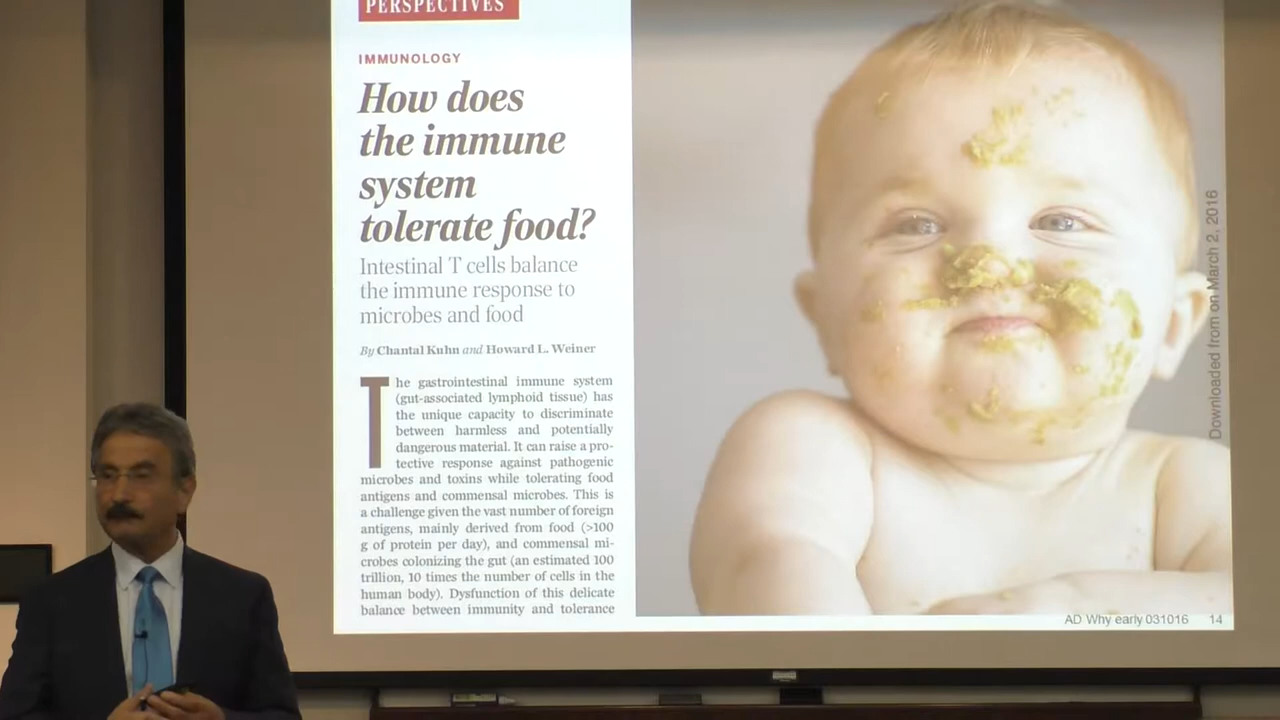 PERSPECTIVES
IMMUNOLOGY
How does
the immune
system
tolerate food?
Intestinal T cells balance
the immune response to
microbes and food
By Chantal Kuhn and Howard L. Weiner
The gastrointestinal immune system
(gut-associated lymphoid tissue) has
the unique capacity to discriminate
between harmless and potentially
dangerous material. It can raise a pro-
tective response against pathogenic
microbes and toxins while tolerating food
antigens and commensal microbes. This is
a challenge given the vast number of foreign
antigens, mainly derived from food (>100
g of protein per day), and commensal mi-
crobes colonizing the gut (an estimated 100
trillion, 10 times the number of cells in the
human body). Dysfunction of this delicate
balance between immunity and tolerance
Downloaded from on March 2, 2016
AD Why early 031016 14